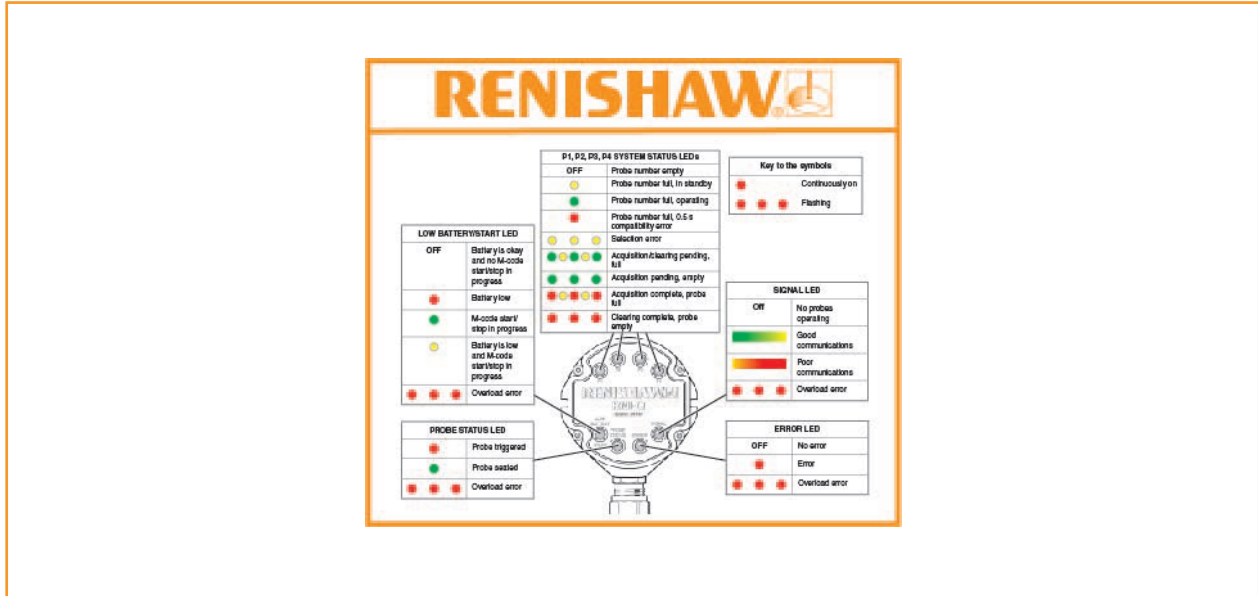 RENISHAW
P1, P2, P3, P4 SYSTEM STATUS LEDs
OFF Probe number empty
Probe number full, in standby
Probe number full, operating
Probe number full, 0.5 s
compatibility error
Selection error
Acquisition/clearing pending,
full
Acquisition pending, empty
Acquisition complete, probe
full
Clearing complete, probe
empty
Key to the symbols
Continuously on
Flashing
LOW BATTERY/START LED
OFF Battery is okay
and no M-code
start/stop in
progress
Battery low
M-code start/
stop in progress
Battery is low
and M-code
start/stop in
progress
Overload error
SIGNAL LED
Off No probes
operating
Good
communications
Poor
communications
Overload error
RENISHAW
PROBE STATUS LED
Probe triggered
Probe seated
Overload error
ERROR LED
OFF No error
Error
Overload error